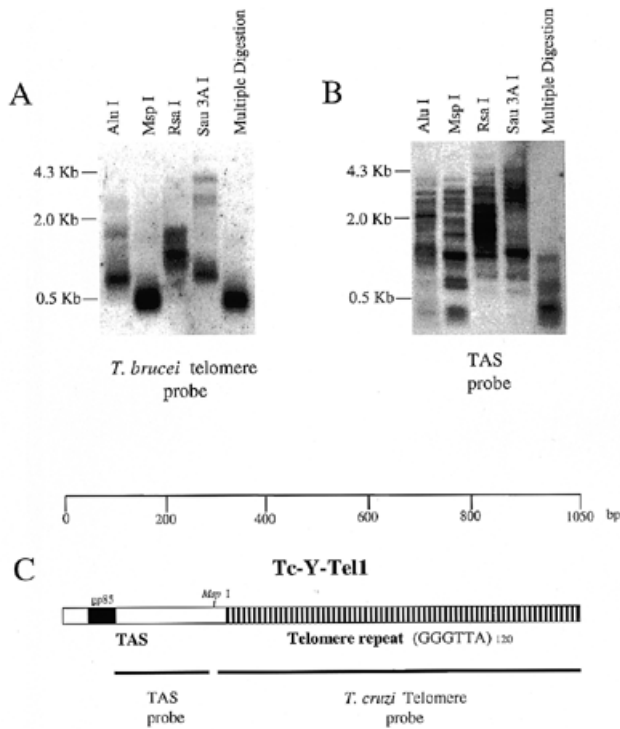 A
Alu I
Msp I
Rsa I
Sau 3A I
Multiple Digestion
4.3 Kb
2.0 Kb
0.5 Kb
T. brucei telomere
probe
B
Alu I
Msp I
Rsa I
Sau 3A I
Multiple Digestion
4.3 Kb
2.0 Kb
0.5 Kb
TAS
probe
0 200 400 600 800 1050 bp
C
Tc-Y-Tel1
gp85
Msp 1
TAS
Telomere repeat (GGGTTA) 120
TAS
probe
T. cruzi Telomere
probe